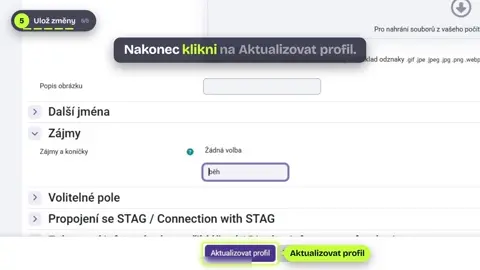 5 Ulož změny 5/5
Pro nahrání souborů z vašeho počít
Nakonec klikni na Aktualizovat profil.
klad odznaky .gif .jpe .jpeg .jpg .png .webp
Popis obrázku
Další jména
Zájmy
Zájmy a koníčky
Žádná volba
běh
Volitelné pole
Propojení se STAG / Connection with STAG
Aktualizovat profil
Aktualizovat profil